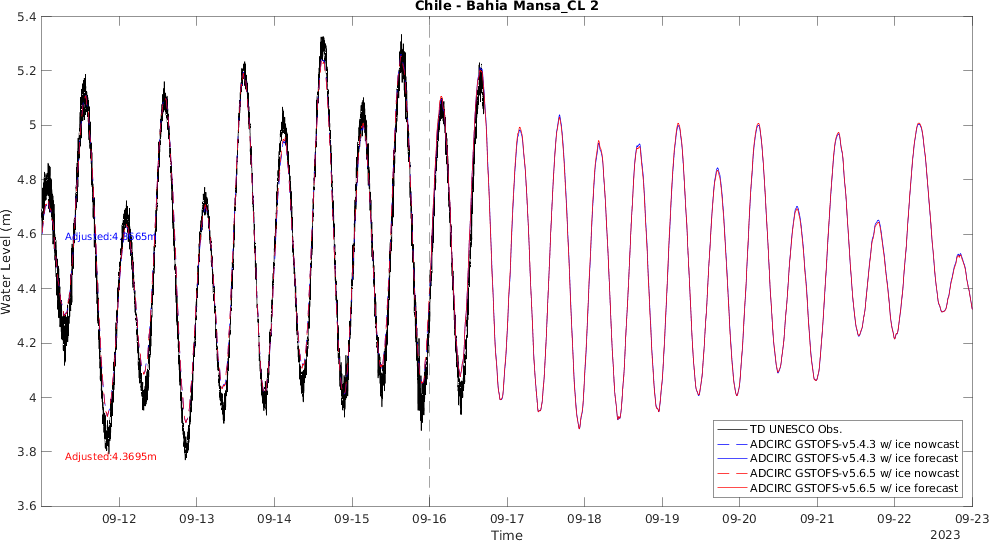 Chile - Bahia Mansa_CL 2
5.4
5.2
5
4.8
4.6
4.4
4.2
4
3.8
3.6
Water Level (m)
Adjusted:4.3665m
Adjusted:4.3695m
TD UNESCO Obs.
ADCIRC GSTOFS-v5.4.3 w/ ice nowcast
ADCIRC GSTOFS-v5.4.3 w/ ice forecast
ADCIRC GSTOFS-v5.6.5 w/ ice nowcast
ADCIRC GSTOFS-v5.6.5 w/ ice forecast
09-12 09-13 09-14 09-15 09-16 09-17 09-18 09-19 09-20 09-21 09-22 09-23
Time
2023